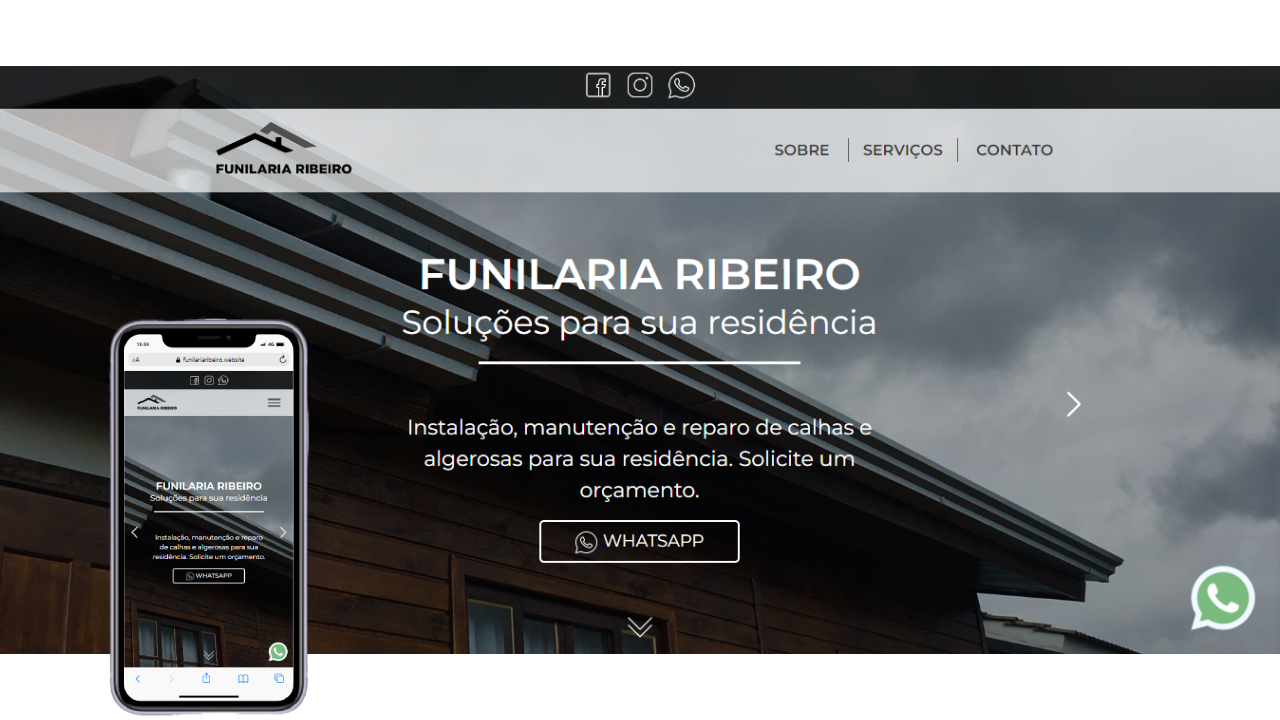 FUNILARIA RIBEIRO
SOBRE
SERVIÇOS
CONTATO
FUNILARIA RIBEIRO
Soluções para sua residência
Instalação, manutenção e reparo de calhas e
algerosas para sua residência. Solicite um
orçamento.
WHATSAPP
15:59
4G
AA
funilariaribeiro.website
FUNILARIA RIBEIRO
FUNILARIA RIBEIRO
Soluções para sua residência
Instalação, manutenção e reparo
de calhas e algerosas para sua
residência. Solicite um orçamento.
WHATSAPP